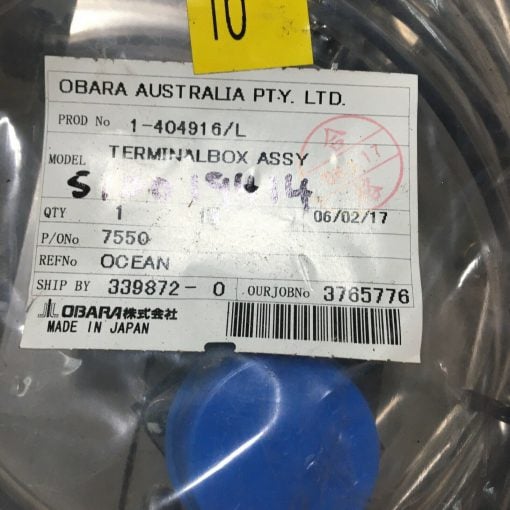 10
OBARA AUSTRALIA PTY. LTD.
PROD No 1-404916/L
MODEL TERMINALBOX ASSY
QTY 1 06/02/17
P/ONo 7550
REFNo OCEAN
SHIP BY 339872-0 OURJOBNo 3765776
OBARA株式会社
MADE IN JAPAN